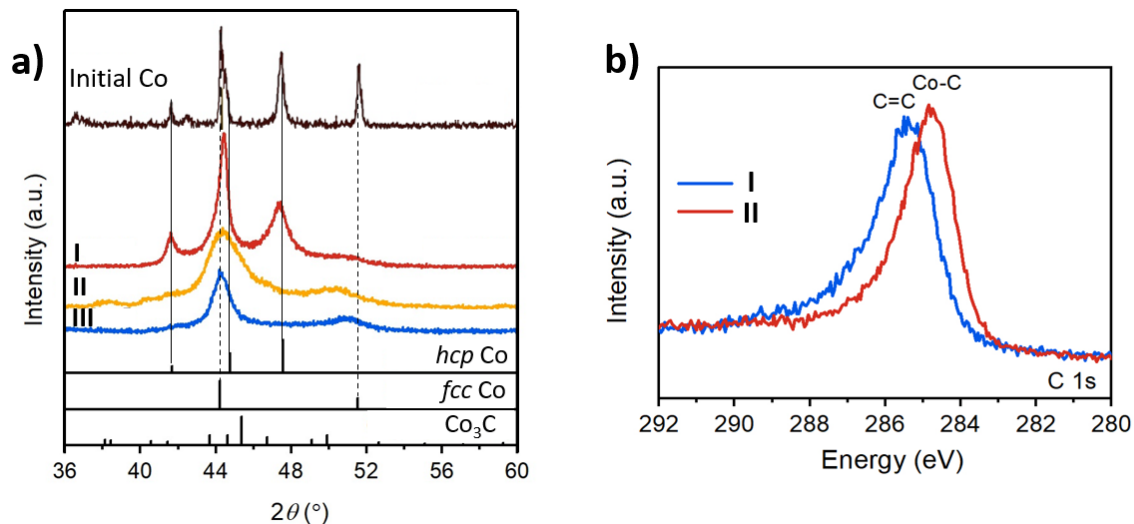 a)
Initial Co
I
II
III
hcp Co
fcc Co
Co₃C
Intensity (a.u.)
36 40 44 48 52 56 60
2θ (°)
b)
C=C
Co-C
I
II
C 1s
Intensity (a.u.)
292 290 288 286 284 282 280
Energy (eV)